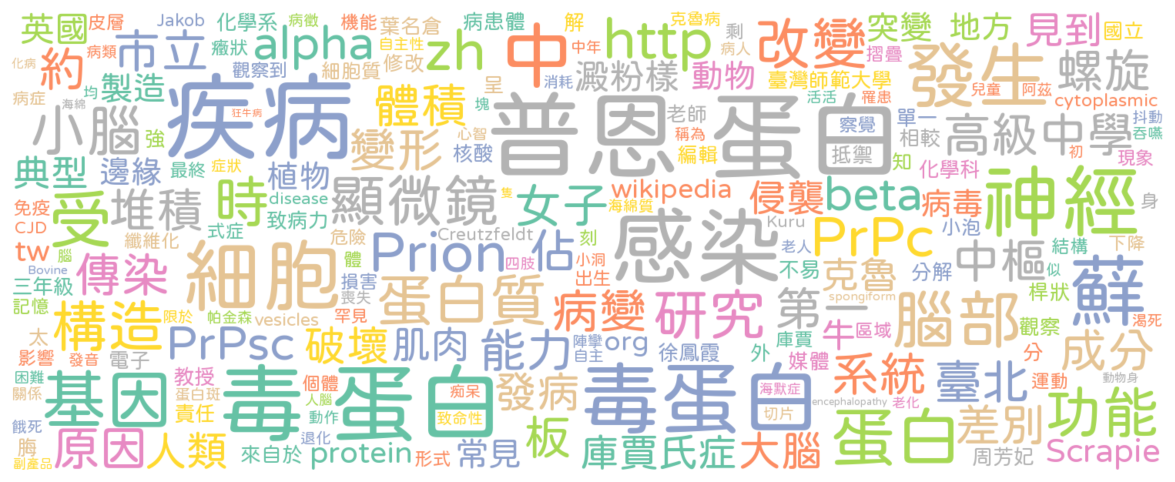 英國 皮層 Jakob 化學系 病徵 機能 葉名倉 病患體 解 克魯病 剩 突變 地方 見到 國立
化病 病類 市立 癥狀 alpha 自主性 修改 zh 中年 http 病人 改變 摺疊 發生
約 觀察到 細胞質 呈 中 消耗 澱粉樣 動物 臺灣師範大學 兒童 阿茲 螺旋
病症 均 製造 疾病 體積 塊 活活 罹患 cytoplasmic
小腦 海綿 強 狂牛病 變形 心智 核酸 普恩蛋白 老師 稱為 編輯 察覺 抵禦 單一 相較 高級中學 抖動 吞嚥
典型 邊緣 最終 症狀 植物 知 化學科 初 現象
免疫 受 堆積 時 disease 致病力 顯微鏡 隻 女子 海綿質 wikipedia 侵襲 beta 病毒 神經 身
CJD 纖維化 式症 危險 Creutzfeldt 刻 感染 Kuru 老人 PrPc 小泡 結構 下降
tw 腦 細胞 體 Prion 佔 小洞 中樞 似
三年級 Bovine 傳染 損害 四肢 出生 不易 克魯 分解 桿狀 蘇
記憶 限於 帕金森 喪失 vesicles 罕見 蛋白質 病變 研究 第一 spongiform 腦部 觀察 渴死
太 構造 PrPsc 破壞 肌肉 能力 陣攣 自主 org 徐鳳霞 庫賈 牛 區域 成分
影響 發音 電子 外 媒體 分
困難 關係 基因 教授 蛋白斑 個體 人腦 痴呆 發病 毒蛋白 海默症 系統 臺北 運動 動物身
餓死 責任 毒蛋白 動作 致命性 切片 encephalopathy 老化 蛋白 差別 功能
脢 副產品 原因 人類 來自於 退化 protein 形式 常見 板 庫賈氏症 大腦 周芳妃 Scrapie